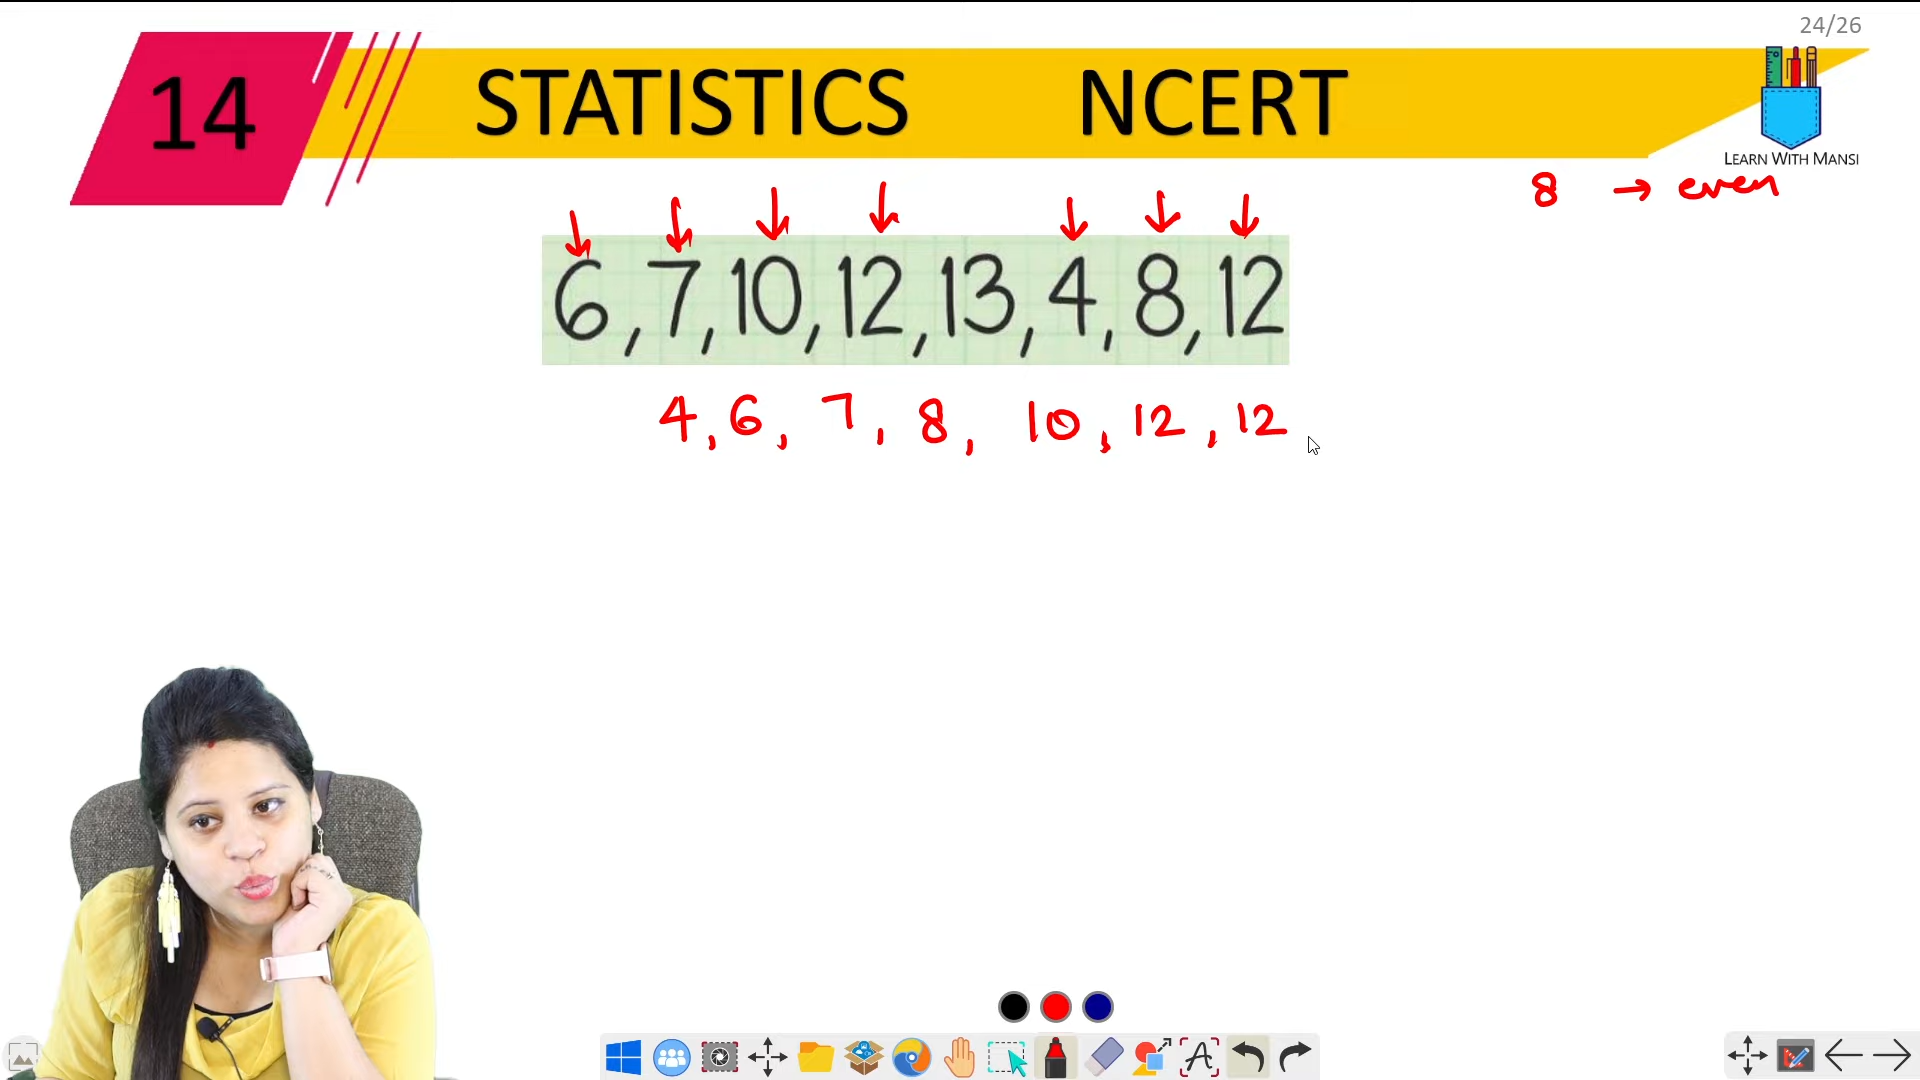 24/26
14 STATISTICS NCERT
LEARN WITH MANSI
8 → even
6, 7, 10, 12, 13, 4, 8, 12
4, 6, 7, 8, 10, 12, 12